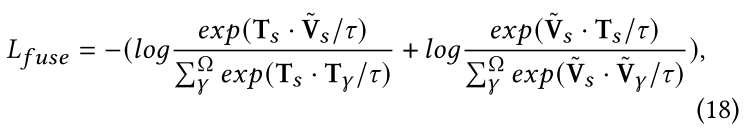 L_{fuse} = -(log \frac{exp(\mathbf{T}_s \cdot \tilde{\mathbf{V}}_s/\tau)}{\sum_{\gamma}^{\Omega} exp(\mathbf{T}_s \cdot \mathbf{T}_{\gamma}/\tau)} + log \frac{exp(\tilde{\mathbf{V}}_s \cdot \mathbf{T}_s/\tau)}{\sum_{\gamma}^{\Omega} exp(\tilde{\mathbf{V}}_s \cdot \tilde{\mathbf{V}}_{\gamma}/\tau)}),
(18)